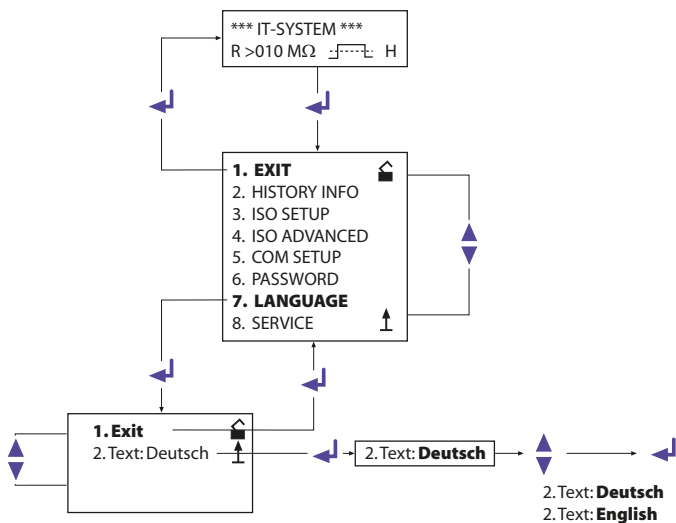 *** IT-SYSTEM ***
R >010 MΩ H
1. EXIT
2. HISTORY INFO
3. ISO SETUP
4. ISO ADVANCED
5. COM SETUP
6. PASSWORD
7. LANGUAGE
8. SERVICE
1. Exit
2. Text: Deutsch
2. Text: Deutsch
2. Text: Deutsch
2. Text: English